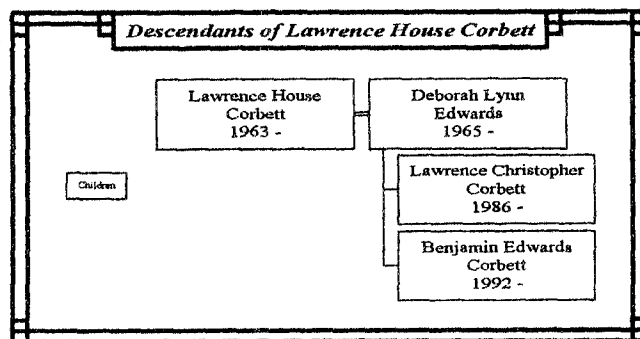 Descendants of Lawrence House Corbett
Lawrence House
Corbett
1963 -
Deborah Lynn
Edwards
1965 -
Children
Lawrence Christopher
Corbett
1986 -
Benjamin Edwards
Corbett
1992 -